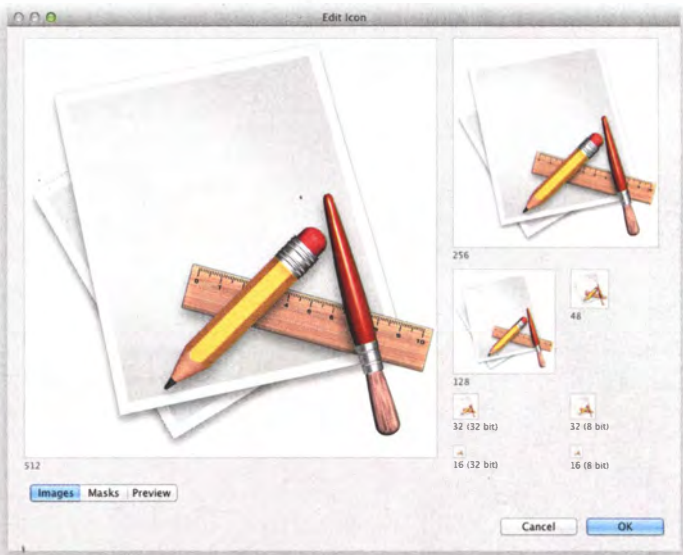 Edit Icon
512
256
128
48
32 (32 bit)
32 (8 bit)
16 (32 bit)
16 (8 bit)
Images
Masks
Preview
Cancel
OK